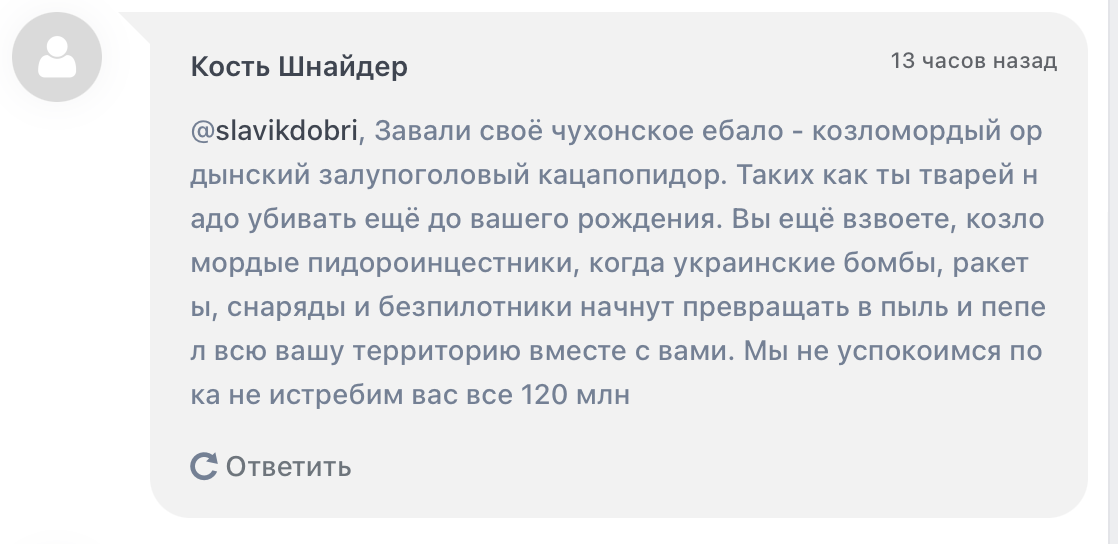 Кость Шнайдер
13 часов назад
@slavikdobri, Завали своё чухонское ебало - козломордый ор
дынский залупоголовый кацапопидор. Таких как ты тварей н
адо убивать ещё до вашего рождения. Вы ещё взвоете, козло
мордые пидороинцестники, когда украинские бомбы, ракет
ы, снаряды и безпилотники начнут превращать в пыль и пепе
л всю вашу территорию вместе с вами. Мы не успокоимся по
ка не истребим вас все 120 млн
Ответить